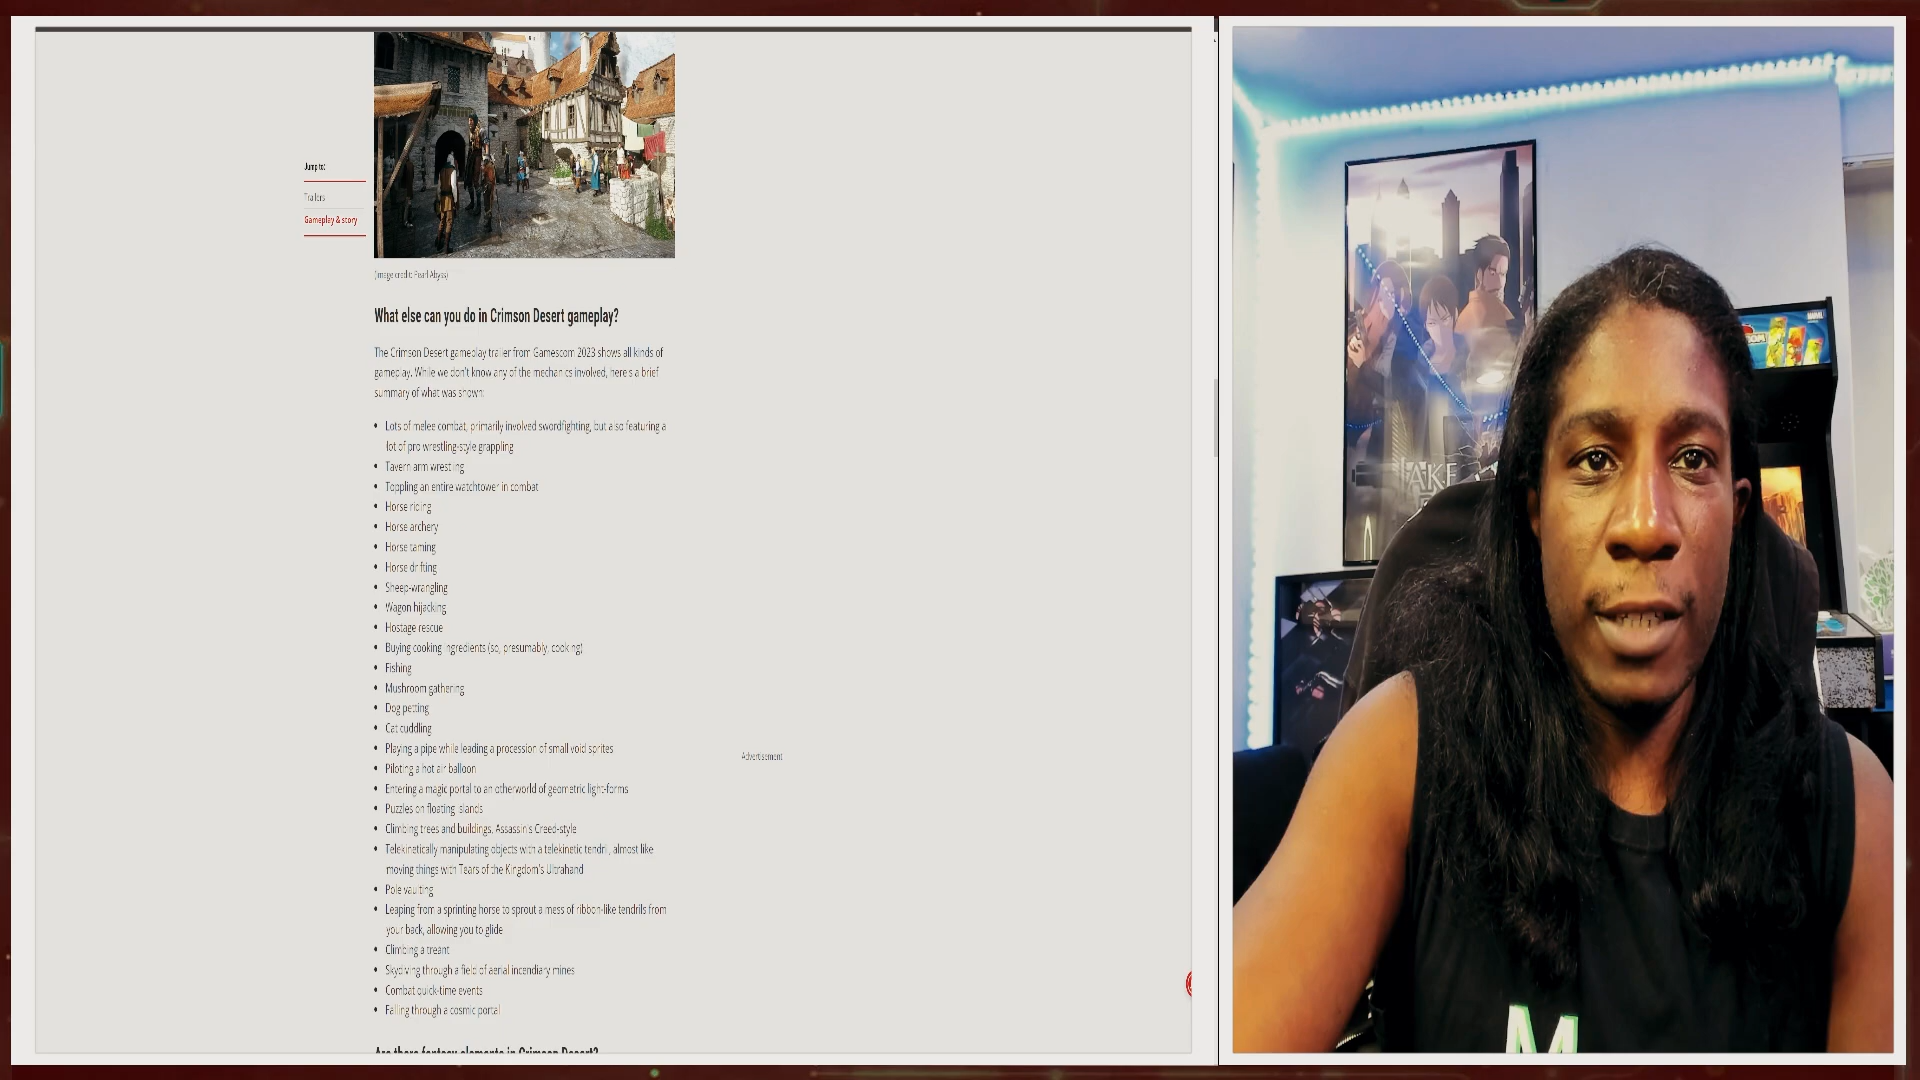 Jump to:
Trailers
Gameplay & story
(Image credit: Pearl Abyss)
What else can you do in Crimson Desert gameplay?
The Crimson Desert gameplay trailer from Gamescom 2023 shows all kinds of
gameplay. While we don't know any of the mechanics involved, here's a brief
summary of what was shown:
• Lots of melee combat, primarily involved swordfighting, but also featuring a
lot of pro wrestling-style grappling
• Tavern arm wrestling
• Toppling an entire watchtower in combat
• Horse riding
• Horse archery
• Horse taming
• Horse drifting
• Sheep-wrangling
• Wagon hijacking
• Hostage rescue
• Buying cooking ingredients (so, presumably, cooking)
• Fishing
• Mushroom gathering
• Dog petting
• Cat cuddling
• Playing a pipe while leading a procession of small void sprites
• Piloting a hot air balloon
• Entering a magic portal to an otherworld of geometric light-forms
• Puzzles on floating islands
• Climbing trees and buildings, Assassin's Creed-style
• Telekinetically manipulating objects with a telekinetic tendril, almost like
moving things with Tears of the Kingdom's Ultrahand
• Pole vaulting
• Leaping from a sprinting horse to sprout a mess of ribbon-like tendrils from
your back, allowing you to glide
• Climbing a treant
• Skydiving through a field of aerial incendiary mines
• Combat quick-time events
• Falling through a cosmic portal
Are there fantasy elements in Crimson Desert?
Advertisement
MARVEL
M